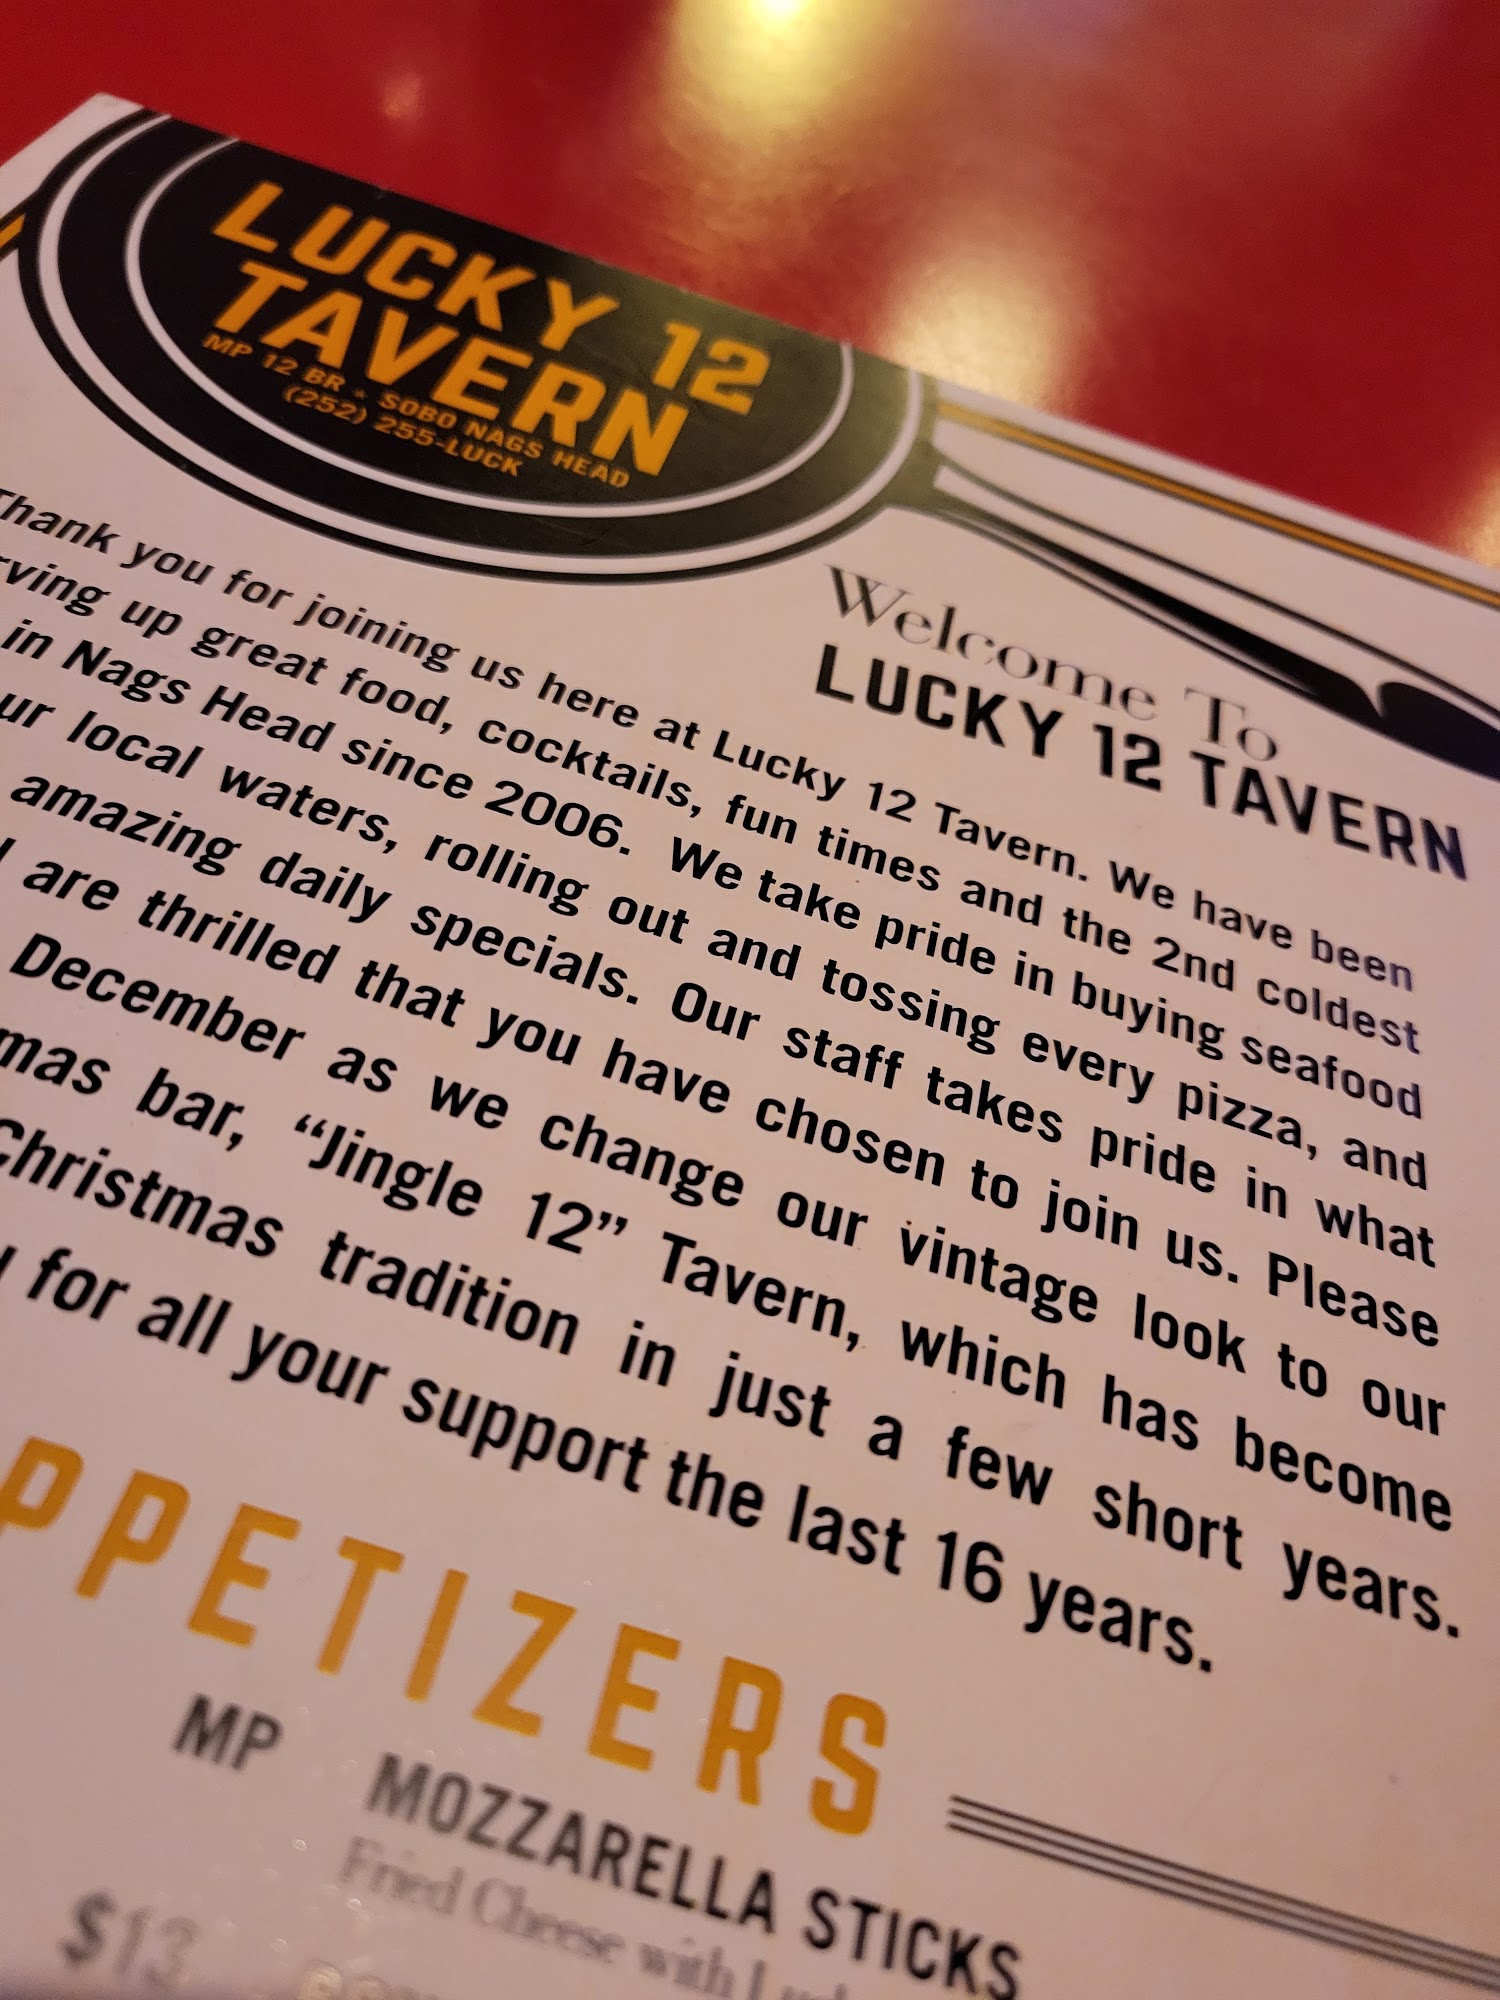 LUCKY 12
TAVERN
MP 12 BR * SOBO NAGS HEAD
(252) 255-LUCK
Welcome To
LUCKY 12 TAVERN
Thank you for joining us here at Lucky 12 Tavern. We have been
rving up great food, cocktails, fun times and the 2nd coldest
in Nags Head since 2006. We take pride in buying seafood
ur local waters, rolling out and tossing every pizza, and
amazing daily specials. Our staff takes pride in what
are thrilled that you have chosen to join us. Please
December as we change our vintage look to our
mas bar, “Jingle 12” Tavern, which has become
Christmas tradition in just a few short years.
for all your support the last 16 years.
PPETIZERS
MP MOZZARELLA STICKS
Fried Cheese with
$13